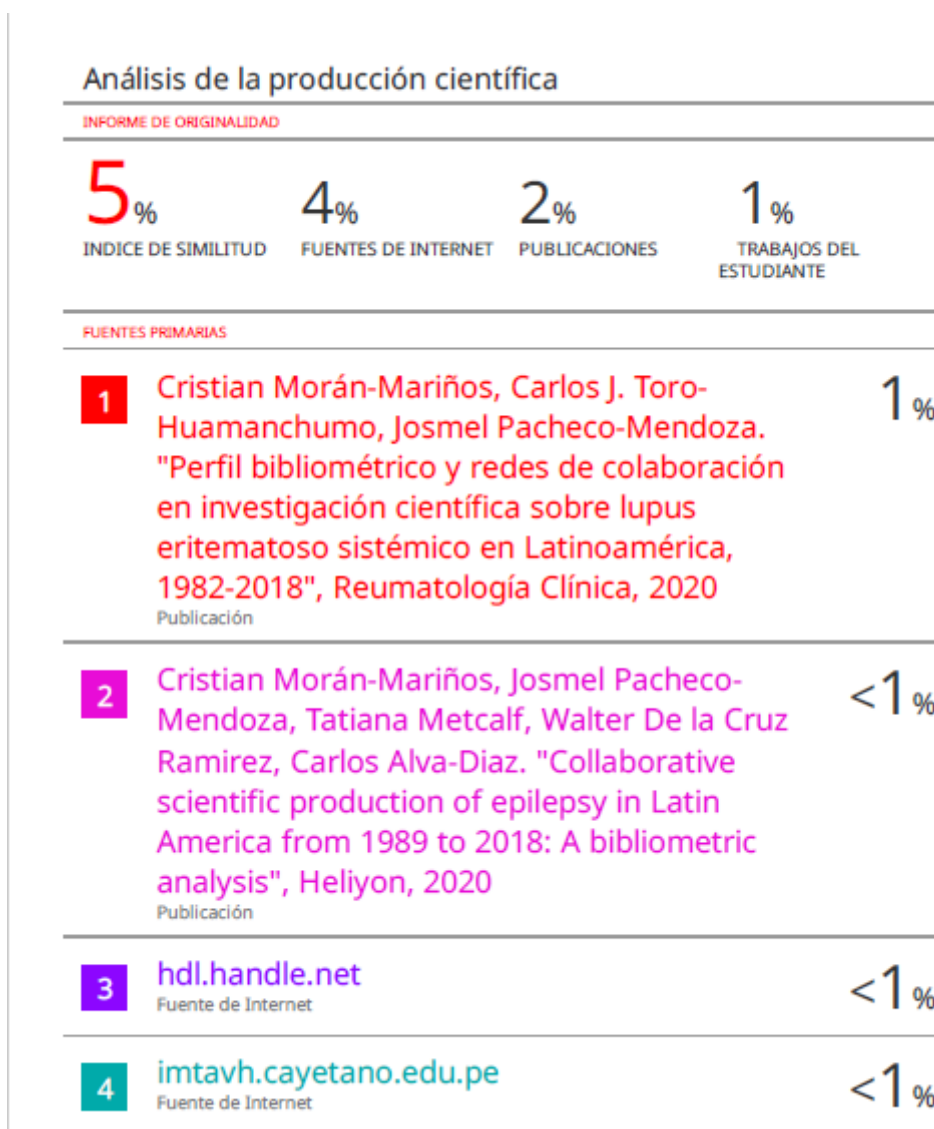 Análisis de la producción científica
INFORME DE ORIGINALIDAD
5%
4%
2%
1%
INDICE DE SIMILITUD
FUENTES DE INTERNET
PUBLICACIONES
TRABAJOS DEL
ESTUDIANTE
FUENTES PRIMARIAS
1
Cristian Morán-Mariños, Carlos J. Toro-
Huamanchumo, Josmel Pacheco-Mendoza.
"Perfil bibliométrico y redes de colaboración
en investigación científica sobre lupus
eritematoso sistémico en Latinoamérica,
1982-2018", Reumatología Clínica, 2020
Publicación
1%
2
Cristian Morán-Mariños, Josmel Pacheco-
Mendoza, Tatiana Metcalf, Walter De la Cruz
Ramirez, Carlos Alva-Diaz. "Collaborative
scientific production of epilepsy in Latin
America from 1989 to 2018: A bibliometric
analysis", Heliyon, 2020
Publicación
<1%
3
hdl.handle.net
Fuente de Internet
<1%
4
imtavh.cayetano.edu.pe
Fuente de Internet
<1%